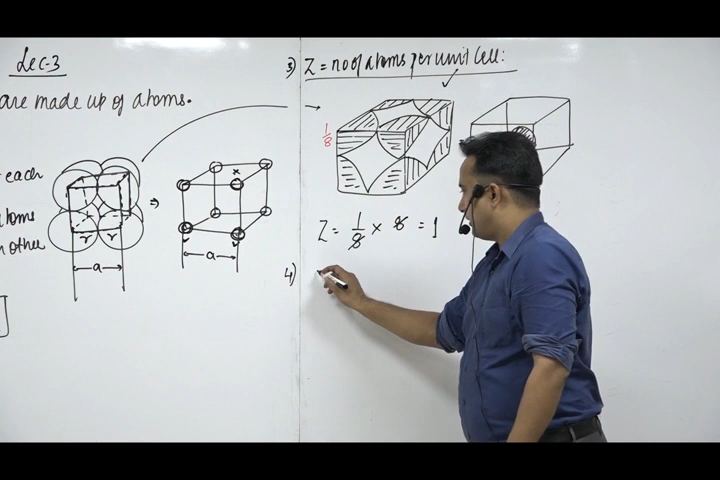 Lec-3
are made up of atoms.
each
atoms
other
r r
a
⇒
x
a
3) Z = no of atoms per unit cell:
1/8
Z = 1/8 × 8 = 1
4)